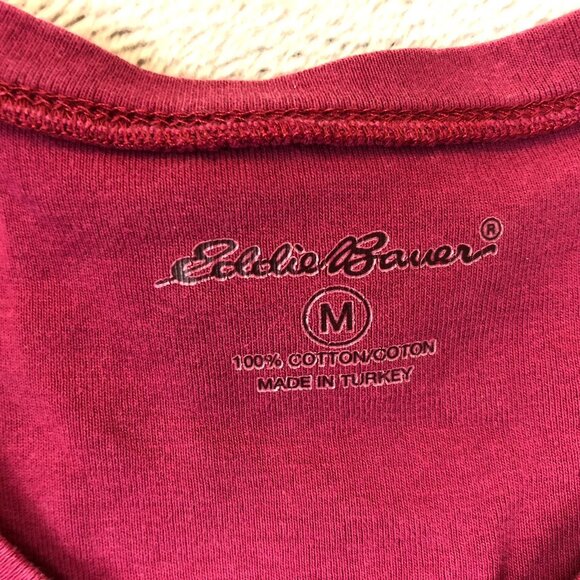 Eddie Bauer®
M
100% COTTON/COTON
MADE IN TURKEY